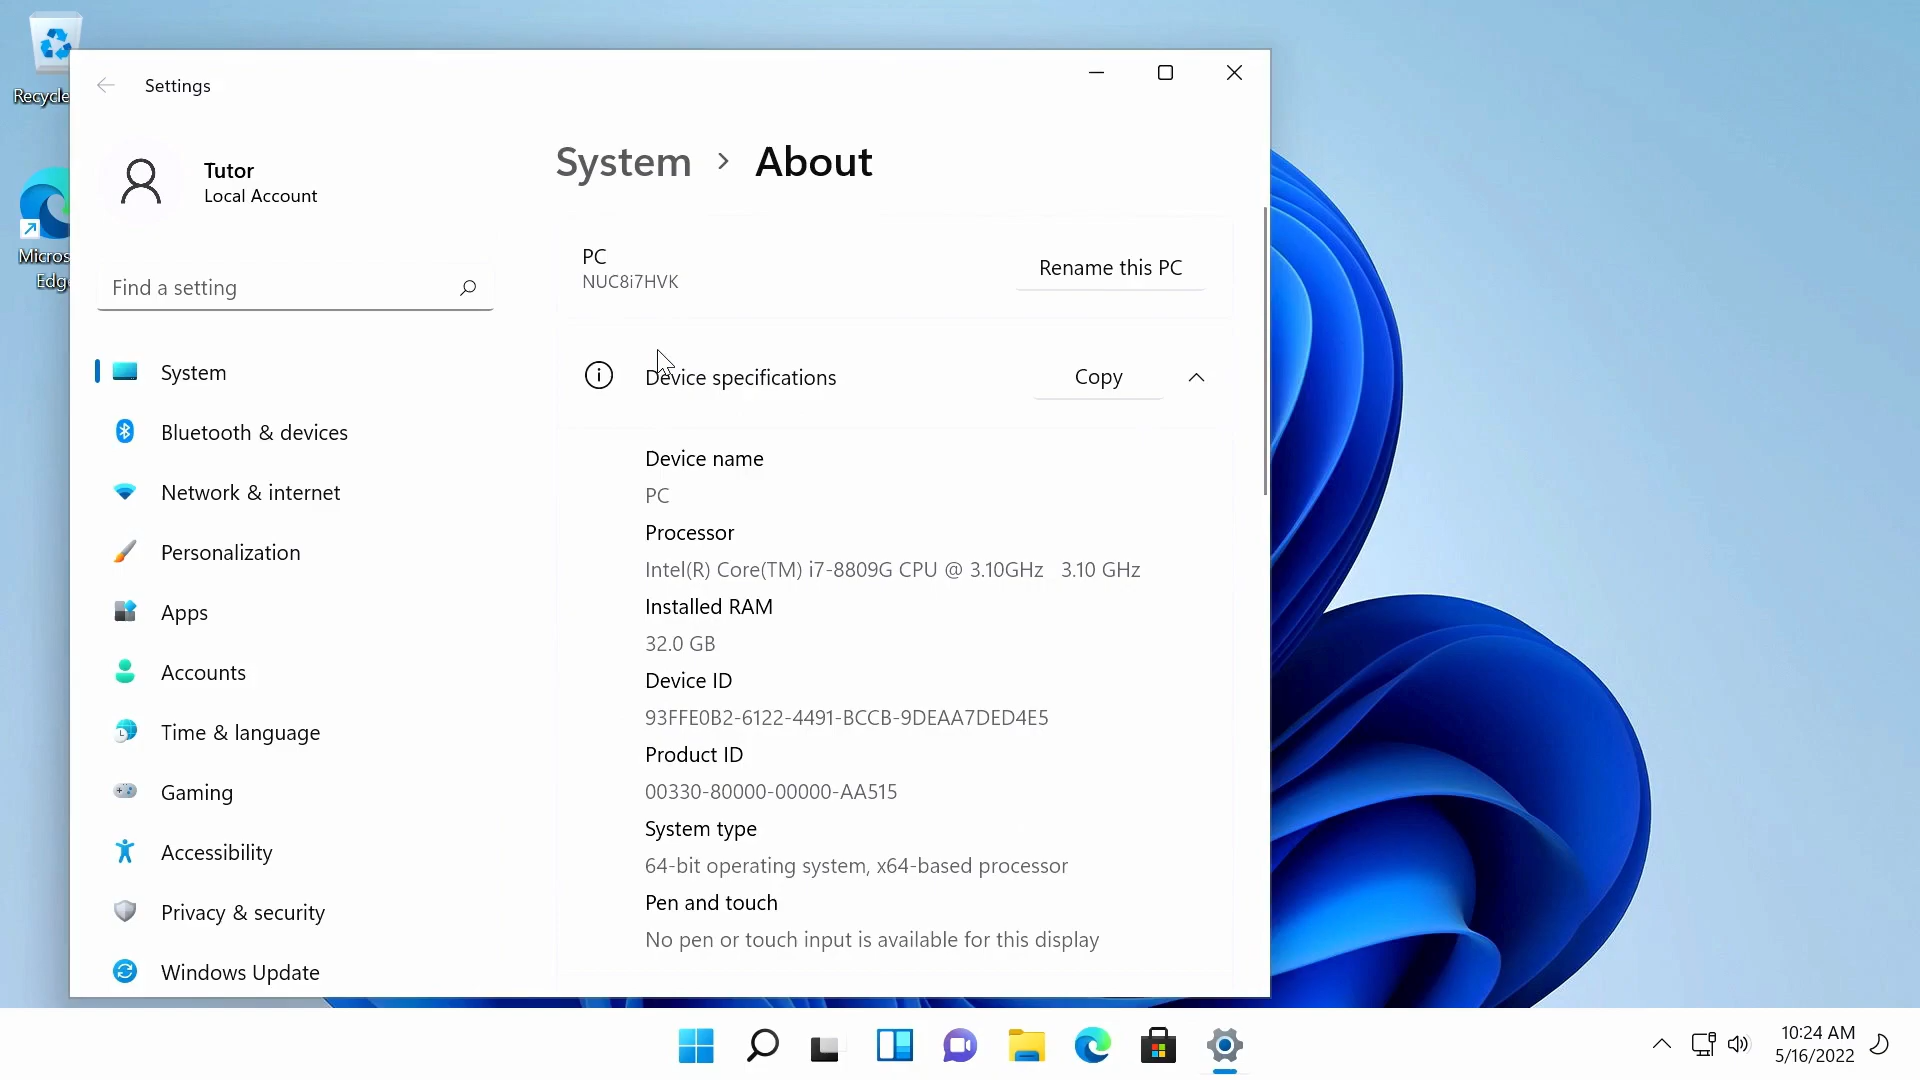 Recycle
Micros
Edg
Settings
Tutor
Local Account
Find a setting
System
Bluetooth & devices
Network & internet
Personalization
Apps
Accounts
Time & language
Gaming
Accessibility
Privacy & security
Windows Update
System > About
PC
NUC8i7HVK
Rename this PC
Device specifications
Copy
Device name
PC
Processor
Intel(R) Core(TM) i7-8809G CPU @ 3.10GHz 3.10 GHz
Installed RAM
32.0 GB
Device ID
93FFE0B2-6122-4491-BCCB-9DEAA7DED4E5
Product ID
00330-80000-00000-AA515
System type
64-bit operating system, x64-based processor
Pen and touch
No pen or touch input is available for this display
10:24 AM
5/16/2022